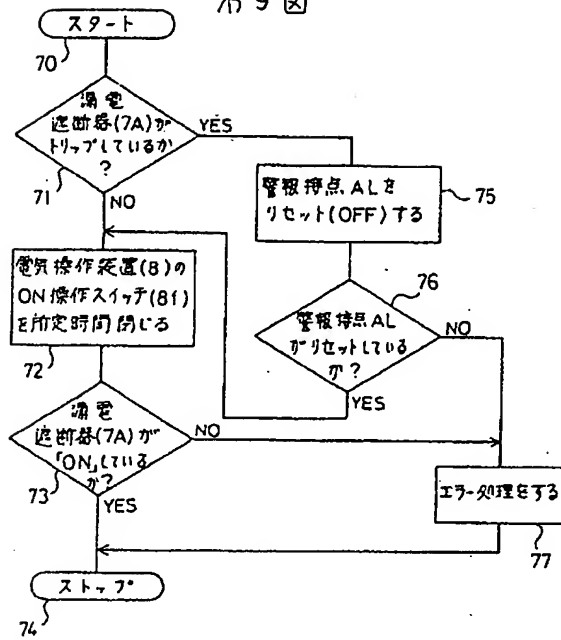 第9図
スタート
70
漏電
遮断器(7A)が
トリップしているか
?
71
YES
NO
警報接点ALを
リセット(OFF)する
75
電気操作装置(8)の
ON操作スイッチ(81)
を所定時間閉じる
72
76
警報接点AL
がリセットしている
か?
NO
YES
漏電
遮断器(7A)が
「ON」している
か?
73
NO
YES
エラー処理をする
77
ストップ
74